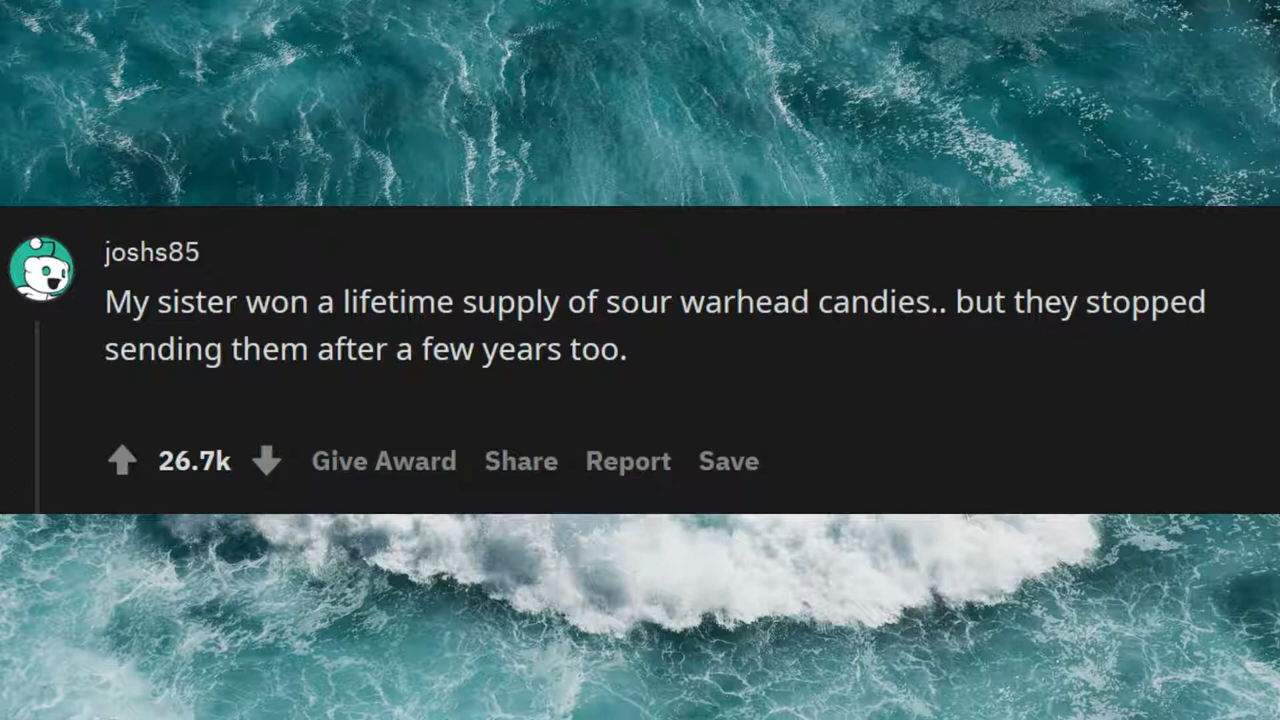 joshs85
My sister won a lifetime supply of sour warhead candies.. but they stopped
sending them after a few years too.
26.7k Give Award Share Report Save